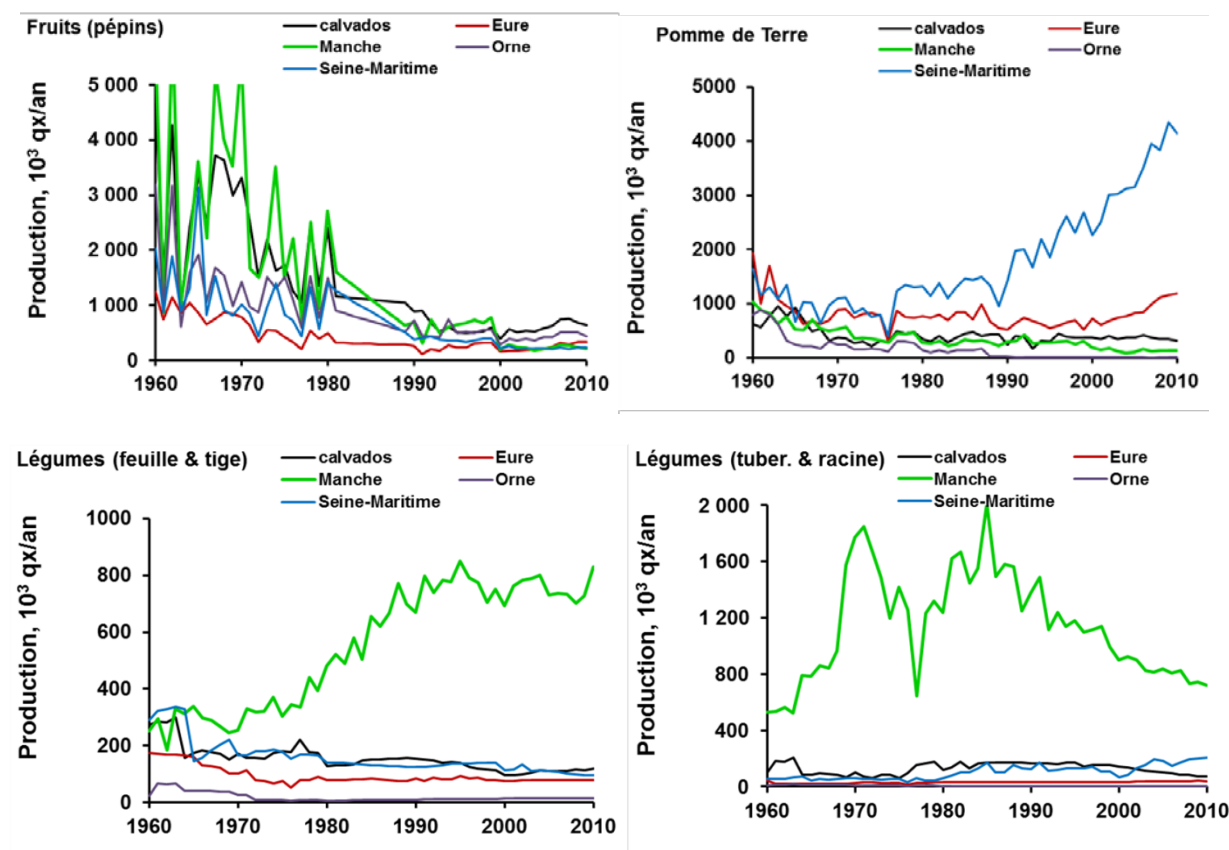 Fruits (pépins)
calvados Eure
Manche Orne
Seine-Maritime
Production, 10³ qx/an
5 000
4 000
3 000
2 000
1 000
0
1960 1970 1980 1990 2000 2010
Pomme de Terre
calvados Eure
Manche Orne
Seine-Maritime
Production, 10³ qx/an
5000
4000
3000
2000
1000
0
1960 1970 1980 1990 2000 2010
Légumes (feuille & tige)
calvados Eure
Manche Orne
Seine-Maritime
Production, 10³ qx/an
1000
800
600
400
200
0
1960 1970 1980 1990 2000 2010
Légumes (tuber. & racine)
calvados Eure
Manche Orne
Seine-Maritime
Production, 10³ qx/an
2 000
1 600
1 200
800
400
0
1960 1970 1980 1990 2000 2010